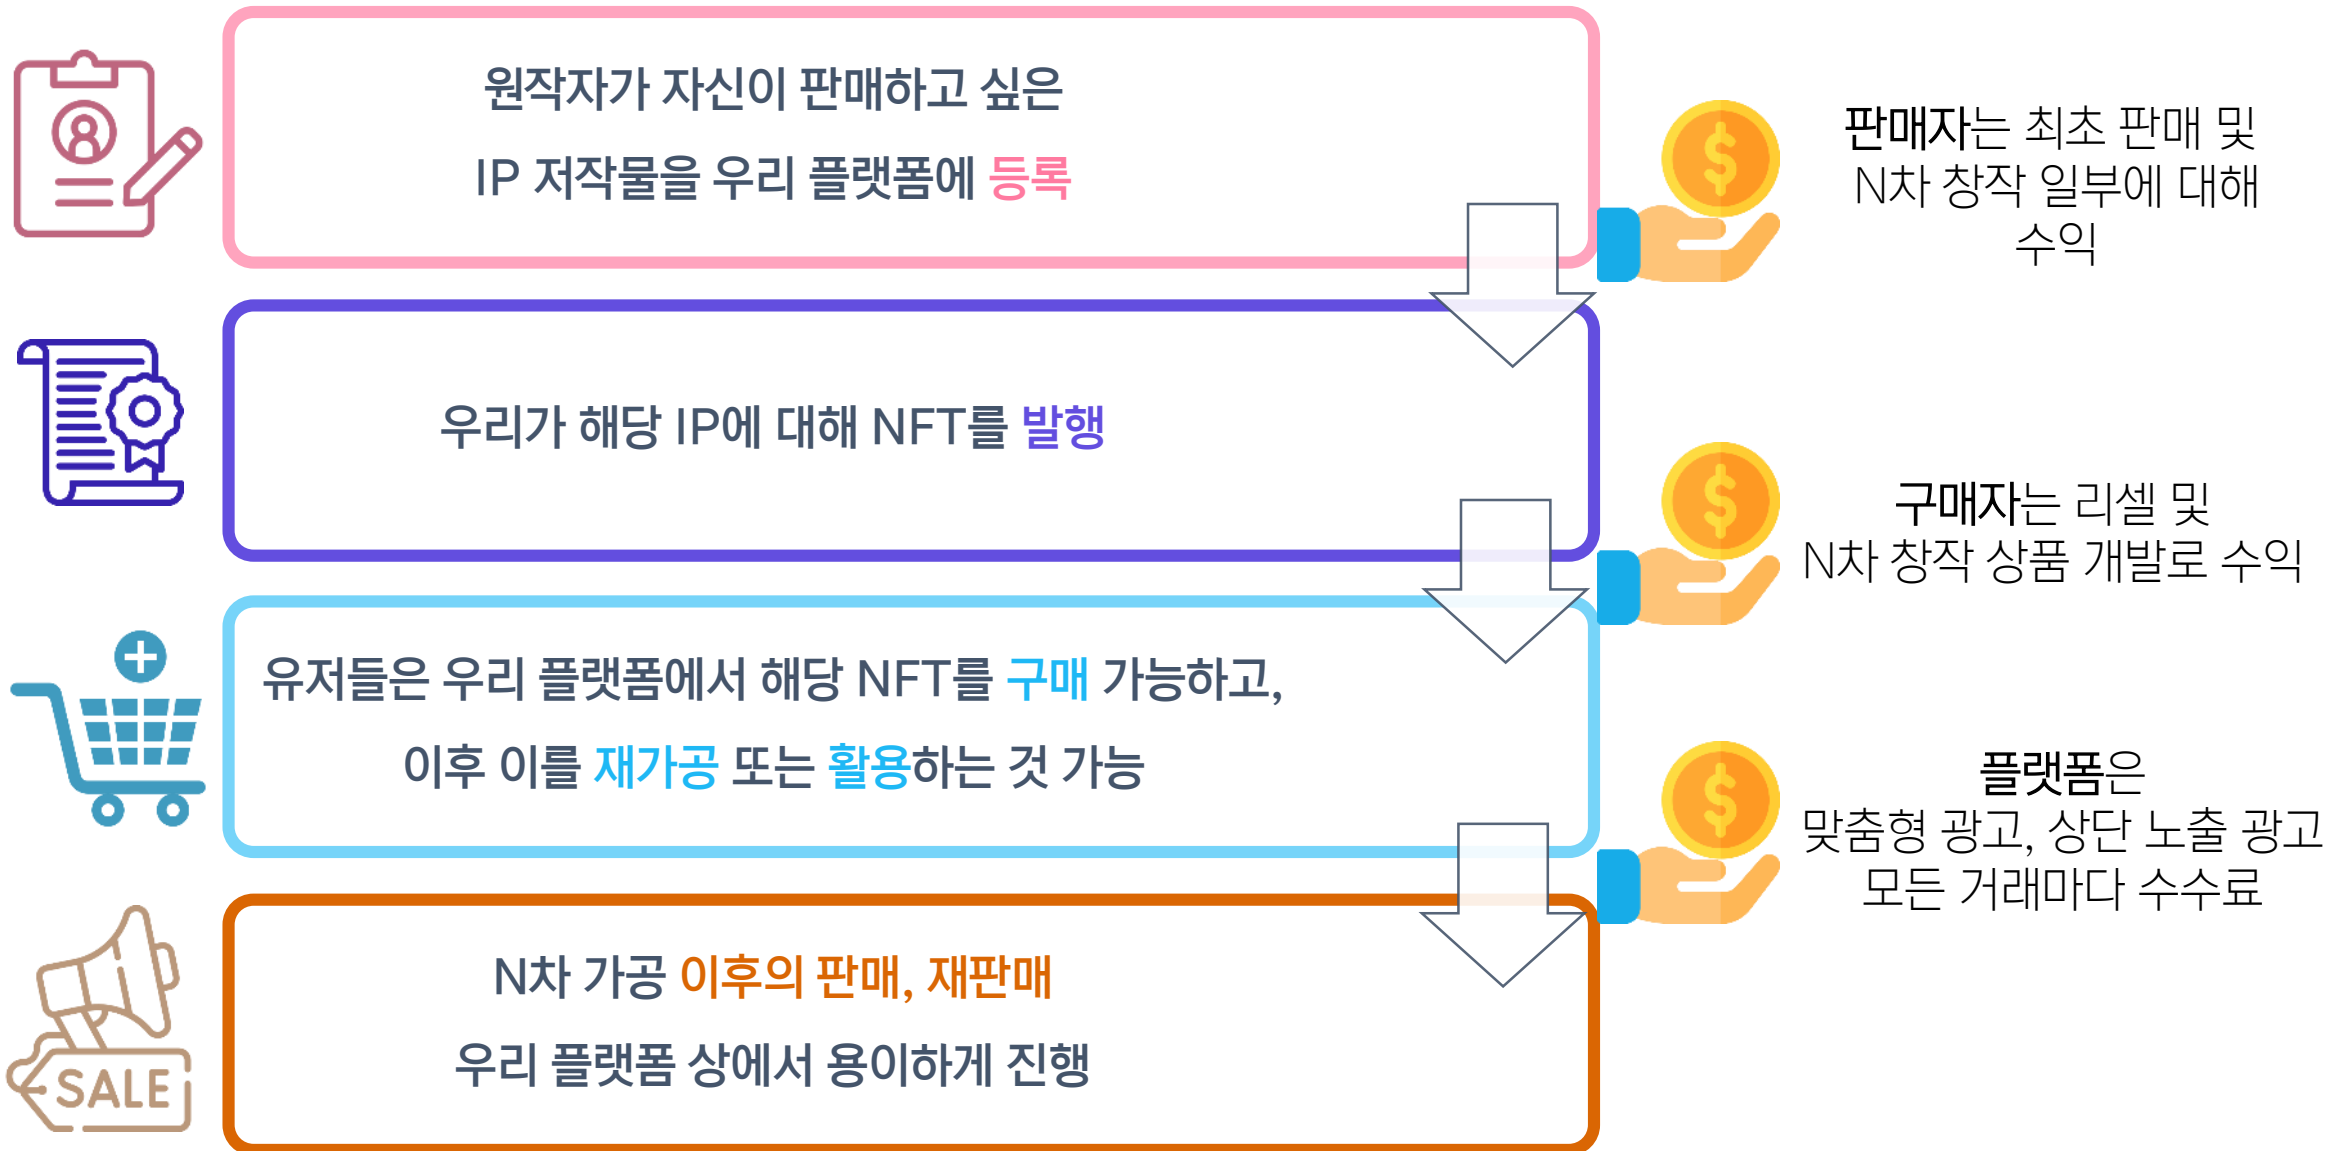 원작자가 자신이 판매하고 싶은
IP 저작물을 우리 플랫폼에 등록
판매자는 최초 판매 및
N차 창작 일부에 대해
수익
우리가 해당 IP에 대해 NFT를 발행
구매자는 리셀 및
N차 창작 상품 개발로 수익
유저들은 우리 플랫폼에서 해당 NFT를 구매 가능하고,
이후 이를 재가공 또는 활용하는 것 가능
플랫폼은
맞춤형 광고, 상단 노출 광고
모든 거래마다 수수료
N차 가공 이후의 판매, 재판매
우리 플랫폼 상에서 용이하게 진행
SALE